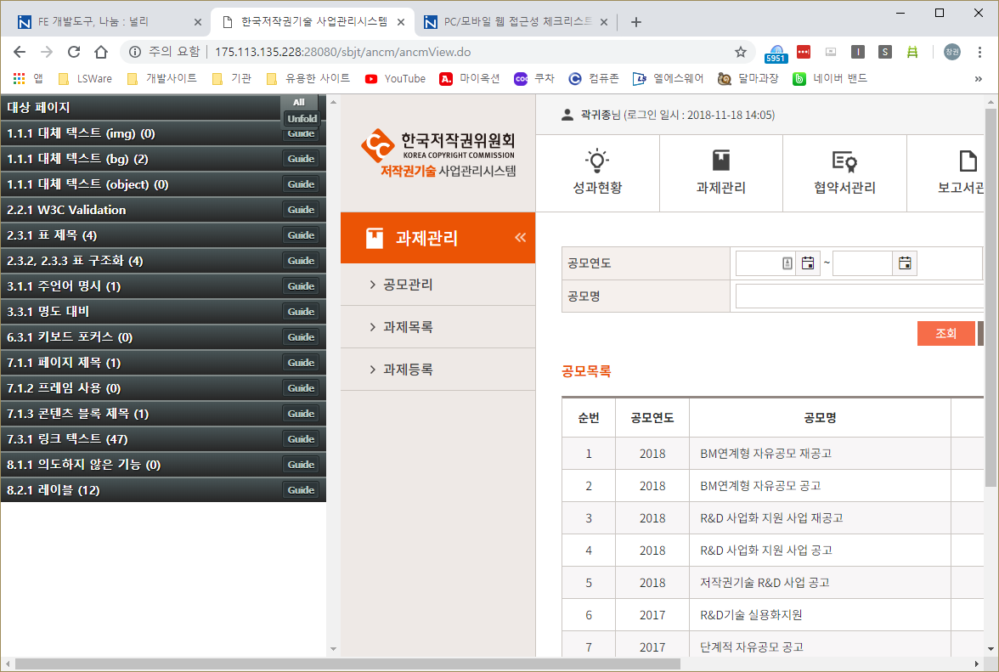 FE 개발도구, 나눔 : 널리
한국저작권기술 사업관리시스템
PC/모바일 웹 접근성 체크리스트
주의 요함 175.113.135.228:28080/sbjt/ancm/ancmView.do
5951
I
S
창권
앱
LSWare
개발사이트
기관
유용한 사이트
YouTube
마이옥션
쿠차
컴퓨존
엘에스웨어
달마과장
네이버 밴드
»
대상 페이지
All
Unfold
1.1.1 대체 텍스트 (img) (0) Guide
1.1.1 대체 텍스트 (bg) (2) Guide
1.1.1 대체 텍스트 (object) (0) Guide
2.2.1 W3C Validation Guide
2.3.1 표 제목 (4) Guide
2.3.2, 2.3.3 표 구조화 (4) Guide
3.1.1 주언어 명시 (1) Guide
3.3.1 명도 대비 Guide
6.3.1 키보드 포커스 (0) Guide
7.1.1 페이지 제목 (1) Guide
7.1.2 프레임 사용 (0) Guide
7.1.3 콘텐츠 블록 제목 (1) Guide
7.3.1 링크 텍스트 (47) Guide
8.1.1 의도하지 않은 기능 (0) Guide
8.2.1 레이블 (12) Guide
한국저작권위원회
KOREA COPYRIGHT COMMISSION
저작권기술 사업관리시스템
과제관리
공모관리
과제목록
과제등록
곽귀종님 (로그인 일시 : 2018-11-18 14:05)
성과현황
과제관리
협약서관리
보고서관
공모연도 ~
공모명
조회
공모목록
순번 공모연도 공모명
1 2018 BM연계형 자유공모 재공고
2 2018 BM연계형 자유공모 공고
3 2018 R&D 사업화 지원 사업 재공고
4 2018 R&D 사업화 지원 사업 공고
5 2018 저작권기술 R&D 사업 공고
6 2017 R&D기술 실용화지원
7 2017 단계적 자유공모 공고